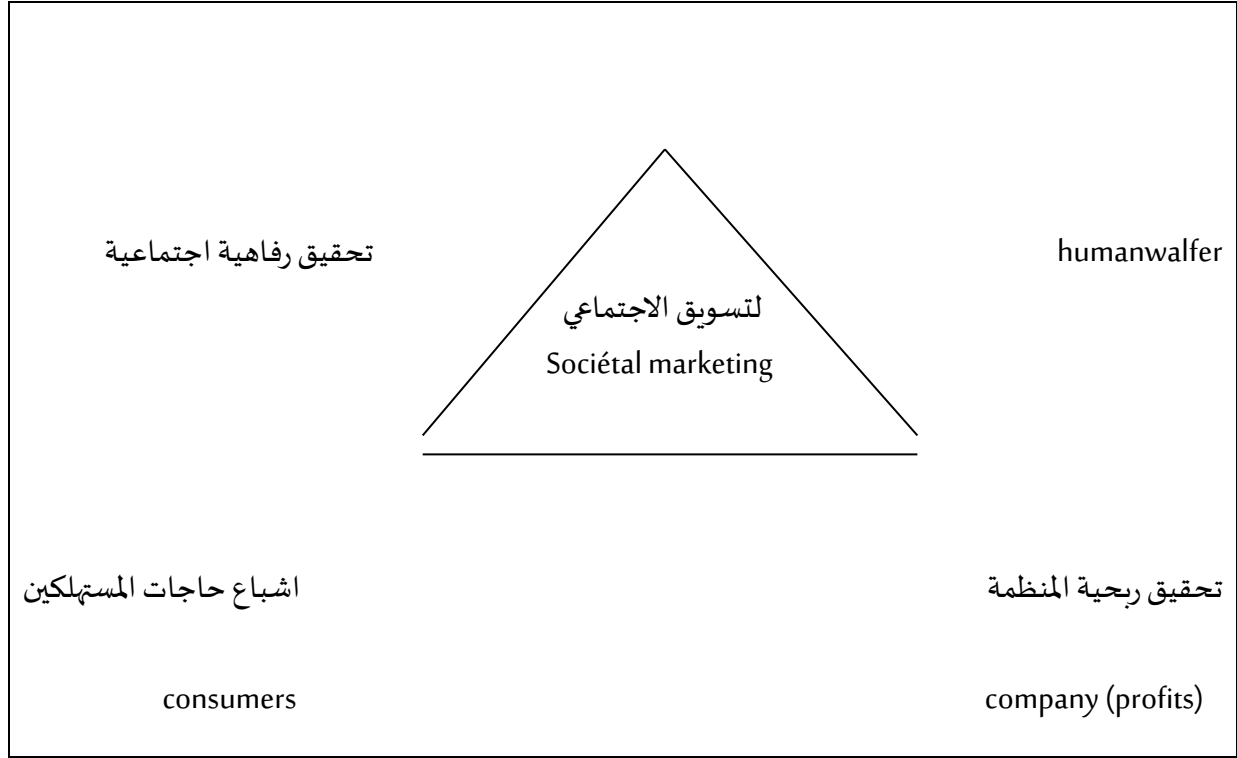 تحقيق رفاهية اجتماعية
humanwalfer
لتسويق الاجتماعي
Sociétal marketing
اشباع حاجات المستهلكين
تحقيق ربحية المنظمة
consumers
company (profits)